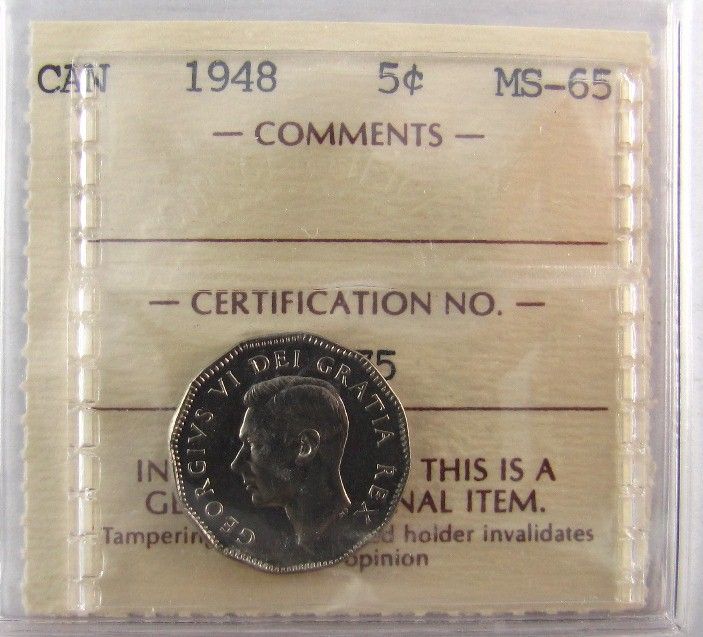 CAN 1948 5¢ MS-65
— COMMENTS —
— CERTIFICATION NO. —
75
GEORGIVS VI DEI GRATIA REX
IN THIS IS A
GE NAL ITEM.
Tampering d holder invalidates
opinion